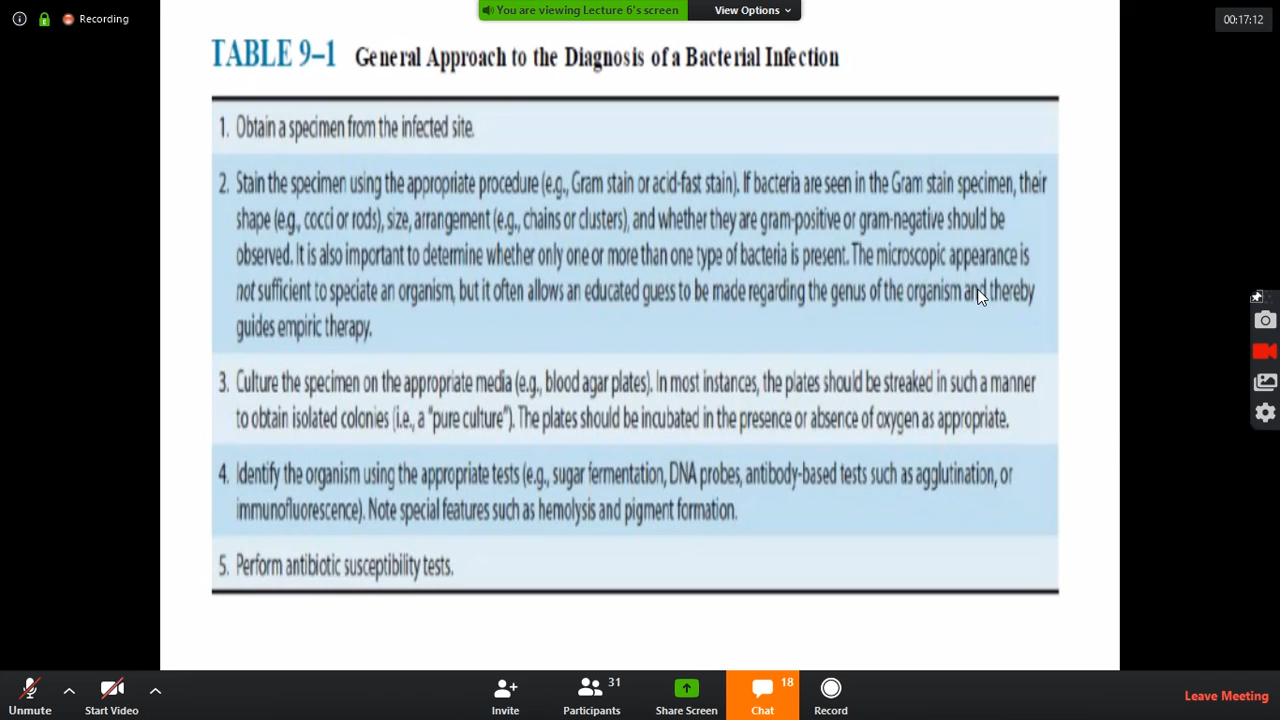 Recording
You are viewing Lecture 6's screen
View Options
00:17:12
TABLE 9–1 General Approach to the Diagnosis of a Bacterial Infection
1. Obtain a specimen from the infected site.
2. Stain the specimen using the appropriate procedure (e.g., Gram stain or acid-fast stain). If bacteria are seen in the Gram stain specimen, their
shape (e.g., cocci or rods), size, arrangement (e.g., chains or clusters), and whether they are gram-positive or gram-negative should be
observed. It is also important to determine whether only one or more than one type of bacteria is present. The microscopic appearance is
not sufficient to speciate an organism, but it often allows an educated guess to be made regarding the genus of the organism and thereby
guides empiric therapy.
3. Culture the specimen on the appropriate media (e.g., blood agar plates). In most instances, the plates should be streaked in such a manner
to obtain isolated colonies (i.e., a "pure culture"). The plates should be incubated in the presence or absence of oxygen as appropriate.
4. Identify the organism using the appropriate tests (e.g., sugar fermentation, DNA probes, antibody-based tests such as agglutination, or
immunofluorescence). Note special features such as hemolysis and pigment formation.
5. Perform antibiotic susceptibility tests.
Unmute
Start Video
Invite
Participants 31
Share Screen
Chat 18
Record
Leave Meeting